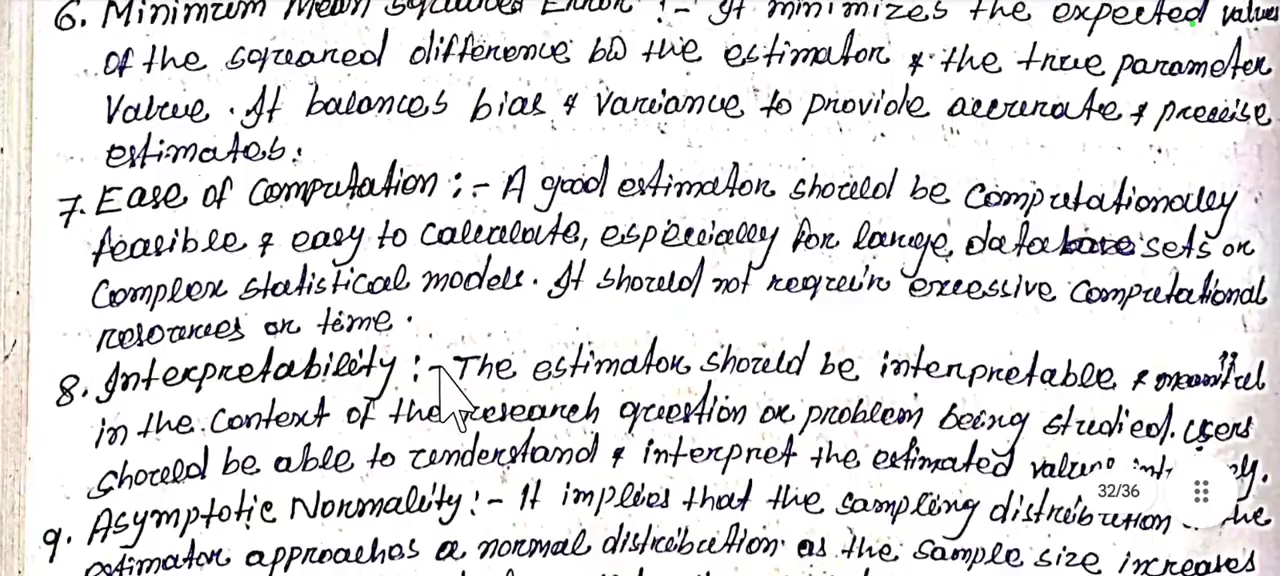 6. Minimum Mean Squared Error :- It minimizes the expected values
of the squared difference b/w the estimator & the true parameter
Value. It balances bias & variance to provide accurate & precise
estimates.
7. Ease of Computation :- A good estimator should be Computationally
feasible & easy to calculate, especially for large data sets or
Complex statistical models. It should not require excessive Computational
resources or time.
8. Interpretability :- The estimator should be interpretable &
in the context of the research question or problem being studied. Users
should be able to understand & interpret the estimated
32/36
9. Asymptotic Normality :- It implies that the sampling distribution
estimator approaches a normal distribution as the sample size increases